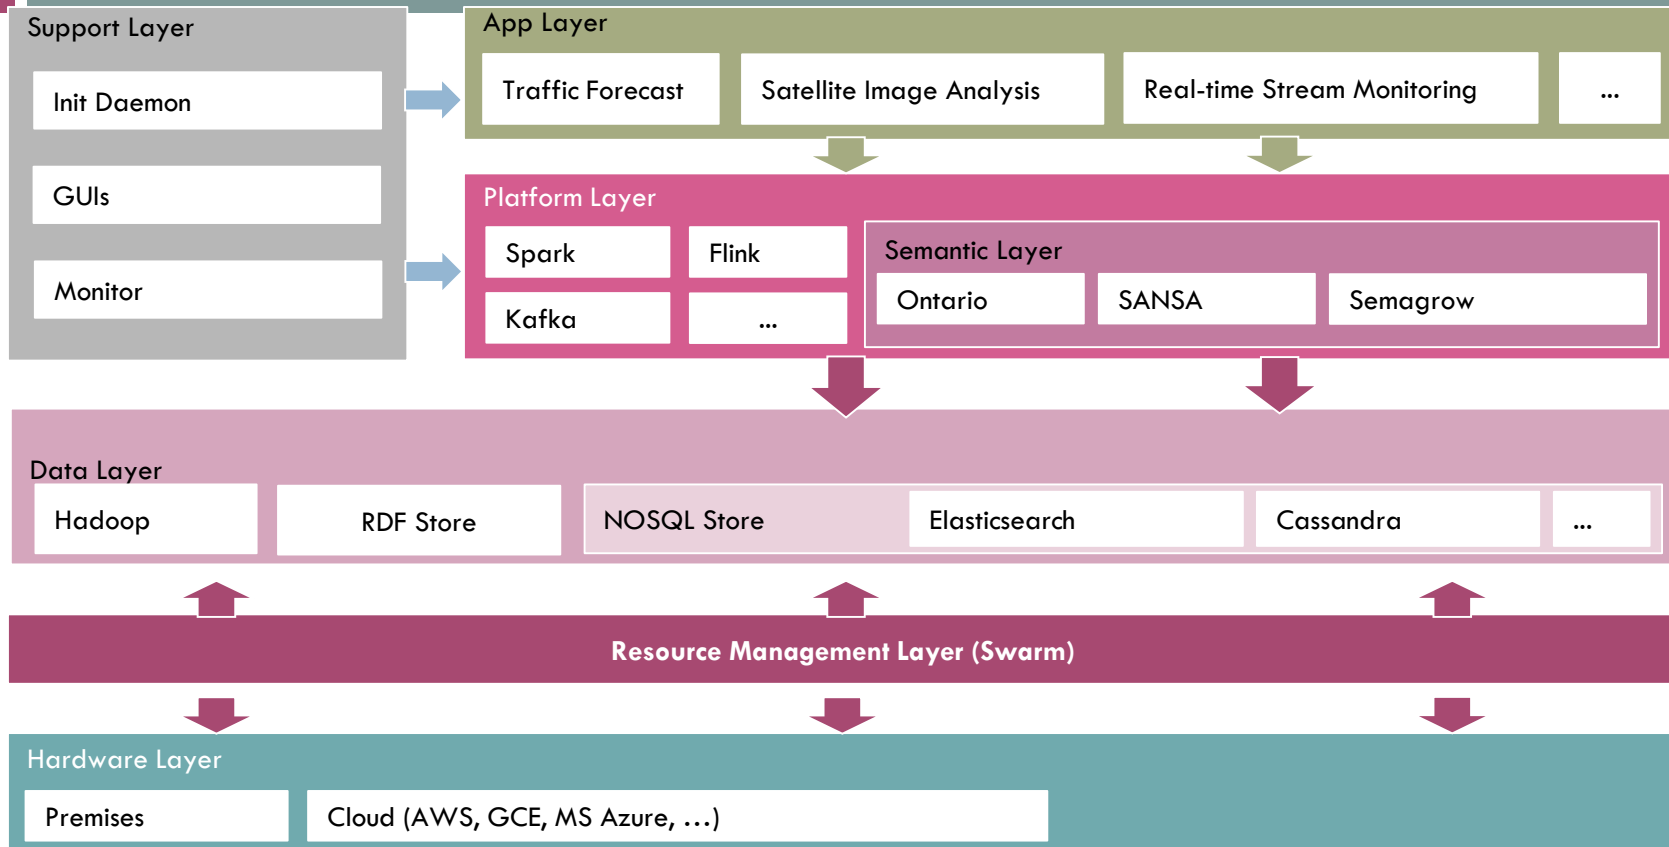 Support Layer
Init Daemon
GUIs
Monitor
App Layer
Traffic Forecast
Satellite Image Analysis
Real-time Stream Monitoring
...
Platform Layer
Spark
Flink
Kafka
...
Semantic Layer
Ontario
SANSA
Semagrow
Data Layer
Hadoop
RDF Store
NOSQL Store
Elasticsearch
Cassandra
...
Resource Management Layer (Swarm)
Hardware Layer
Premises
Cloud (AWS, GCE, MS Azure, ...)